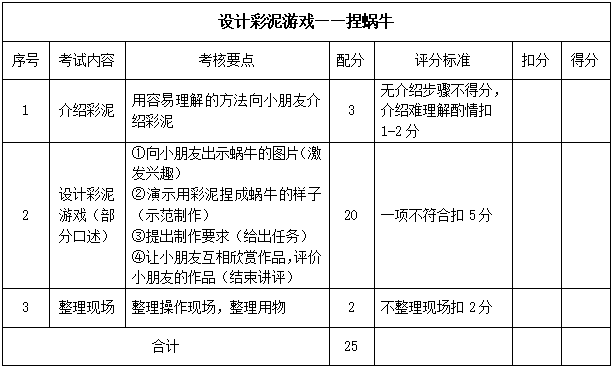 设计彩泥游戏——捏蜗牛
序号 考试内容 考核要点 配分 评分标准 扣分 得分
1 介绍彩泥 用容易理解的方法向小朋友介
绍彩泥 3 无介绍步骤不得分，
介绍难理解酌情扣
1-2 分
2 设计彩泥
游戏（部
分口述） ①向小朋友出示蜗牛的图片（激
发兴趣）
②演示用彩泥捏成蜗牛的样子
（示范制作）
③提出制作要求（给出任务）
④让小朋友互相欣赏作品，评价
小朋友的作品（结束讲评） 20 一项不符合扣 5 分
3 整理现场 整理操作现场，整理用物 2 不整理现场扣 2 分
合计 25